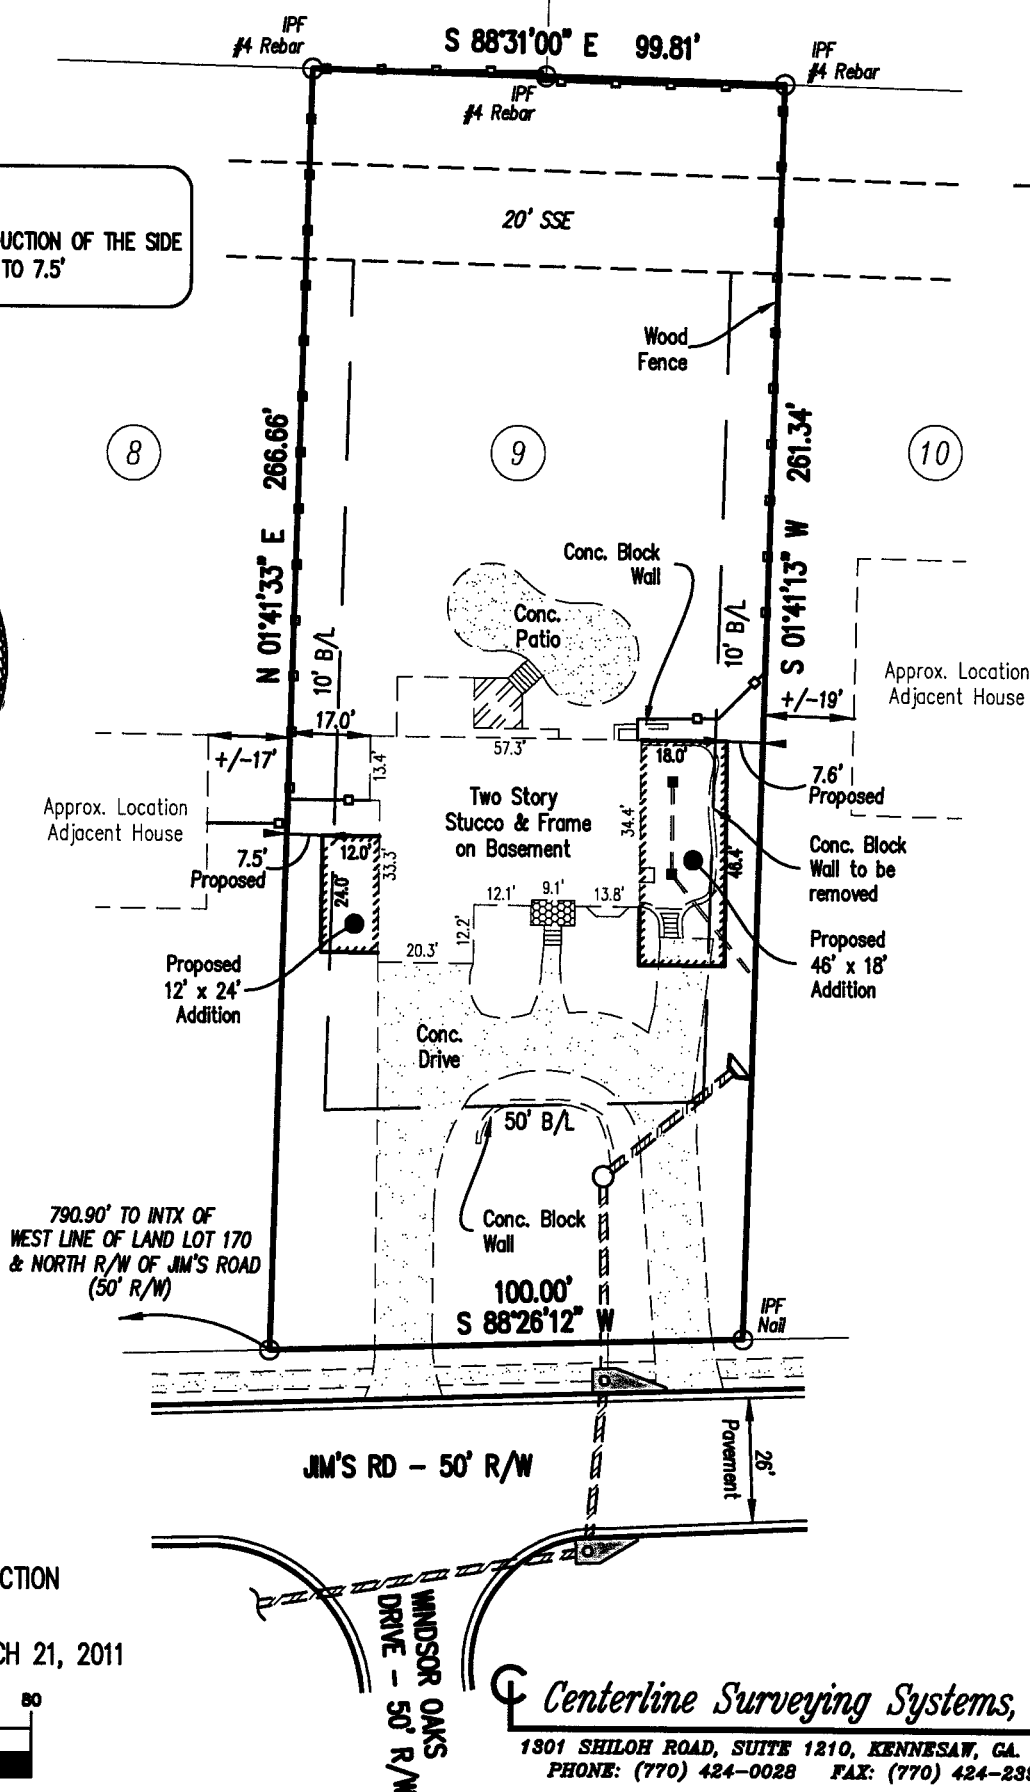 IPF
#4 Rebar
S 88°31'00" E 99.81'
IPF
#4 Rebar
IPF
#4 Rebar
UCTION OF THE SIDE
TO 7.5'
20' SSE
Wood
Fence
8
9
10
N 01°41'33" E 266.66'
S 01°41'13" W 261.34'
Conc. Block
Wall
Conc.
Patio
10' B/L
10' B/L
Approx. Location
Adjacent House
+/-19'
17.0'
+/-17'
13.4'
57.3'
18.0'
7.6'
Proposed
Approx. Location
Adjacent House
Two Story
Stucco & Frame
on Basement
34.4'
46.4'
Conc. Block
Wall to be
removed
7.5'
Proposed
12.0'
24.0'
33.3'
12.1'
9.1'
13.8'
12.2'
20.3'
Proposed
12' x 24'
Addition
Proposed
46' x 18'
Addition
Conc.
Drive
50' B/L
Conc. Block
Wall
790.90' TO INTX OF
WEST LINE OF LAND LOT 170
& NORTH R/W OF JIM'S ROAD
(50' R/W)
100.00'
S 88°26'12" W
IPF
Nail
JIM'S RD - 50' R/W
26'
Pavement
WINDSOR OAKS
DRIVE - 50' R/W
CTION
CH 21, 2011
80
Centerline Surveying Systems,
1301 SHILOH ROAD, SUITE 1210, KENNESAW, GA.
PHONE: (770) 424-0028 FAX: (770) 424-23